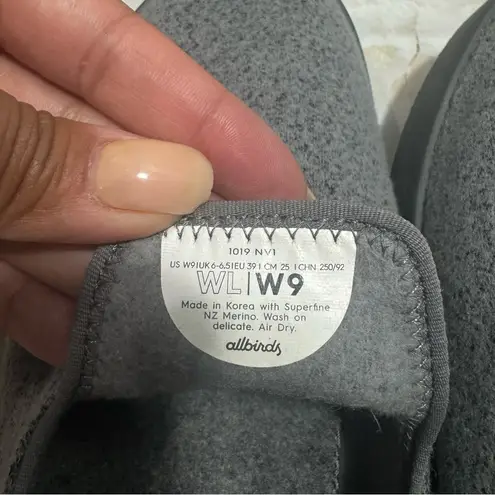 1019 NV1
US W9 | UK 6-6.5 | EU 39 | CM 25 | CHN 250/92
WL|W9
Made in Korea with Superfine
NZ Merino. Wash on
delicate. Air Dry.
allbirds